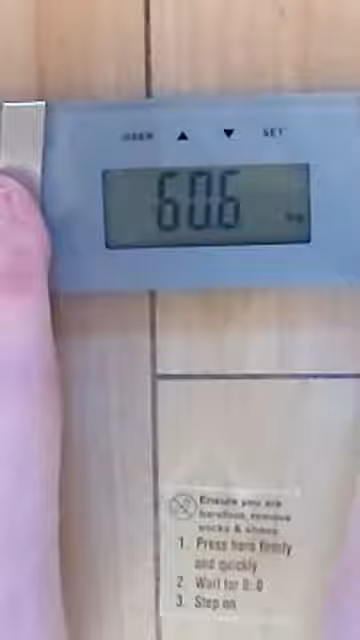 USER ▲ ▼ SET
60.6 kg
Ensure you are
barefoot, remove
socks & shoes
1. Press here firmly
and quickly
2. Wait for 0.0
3. Step on